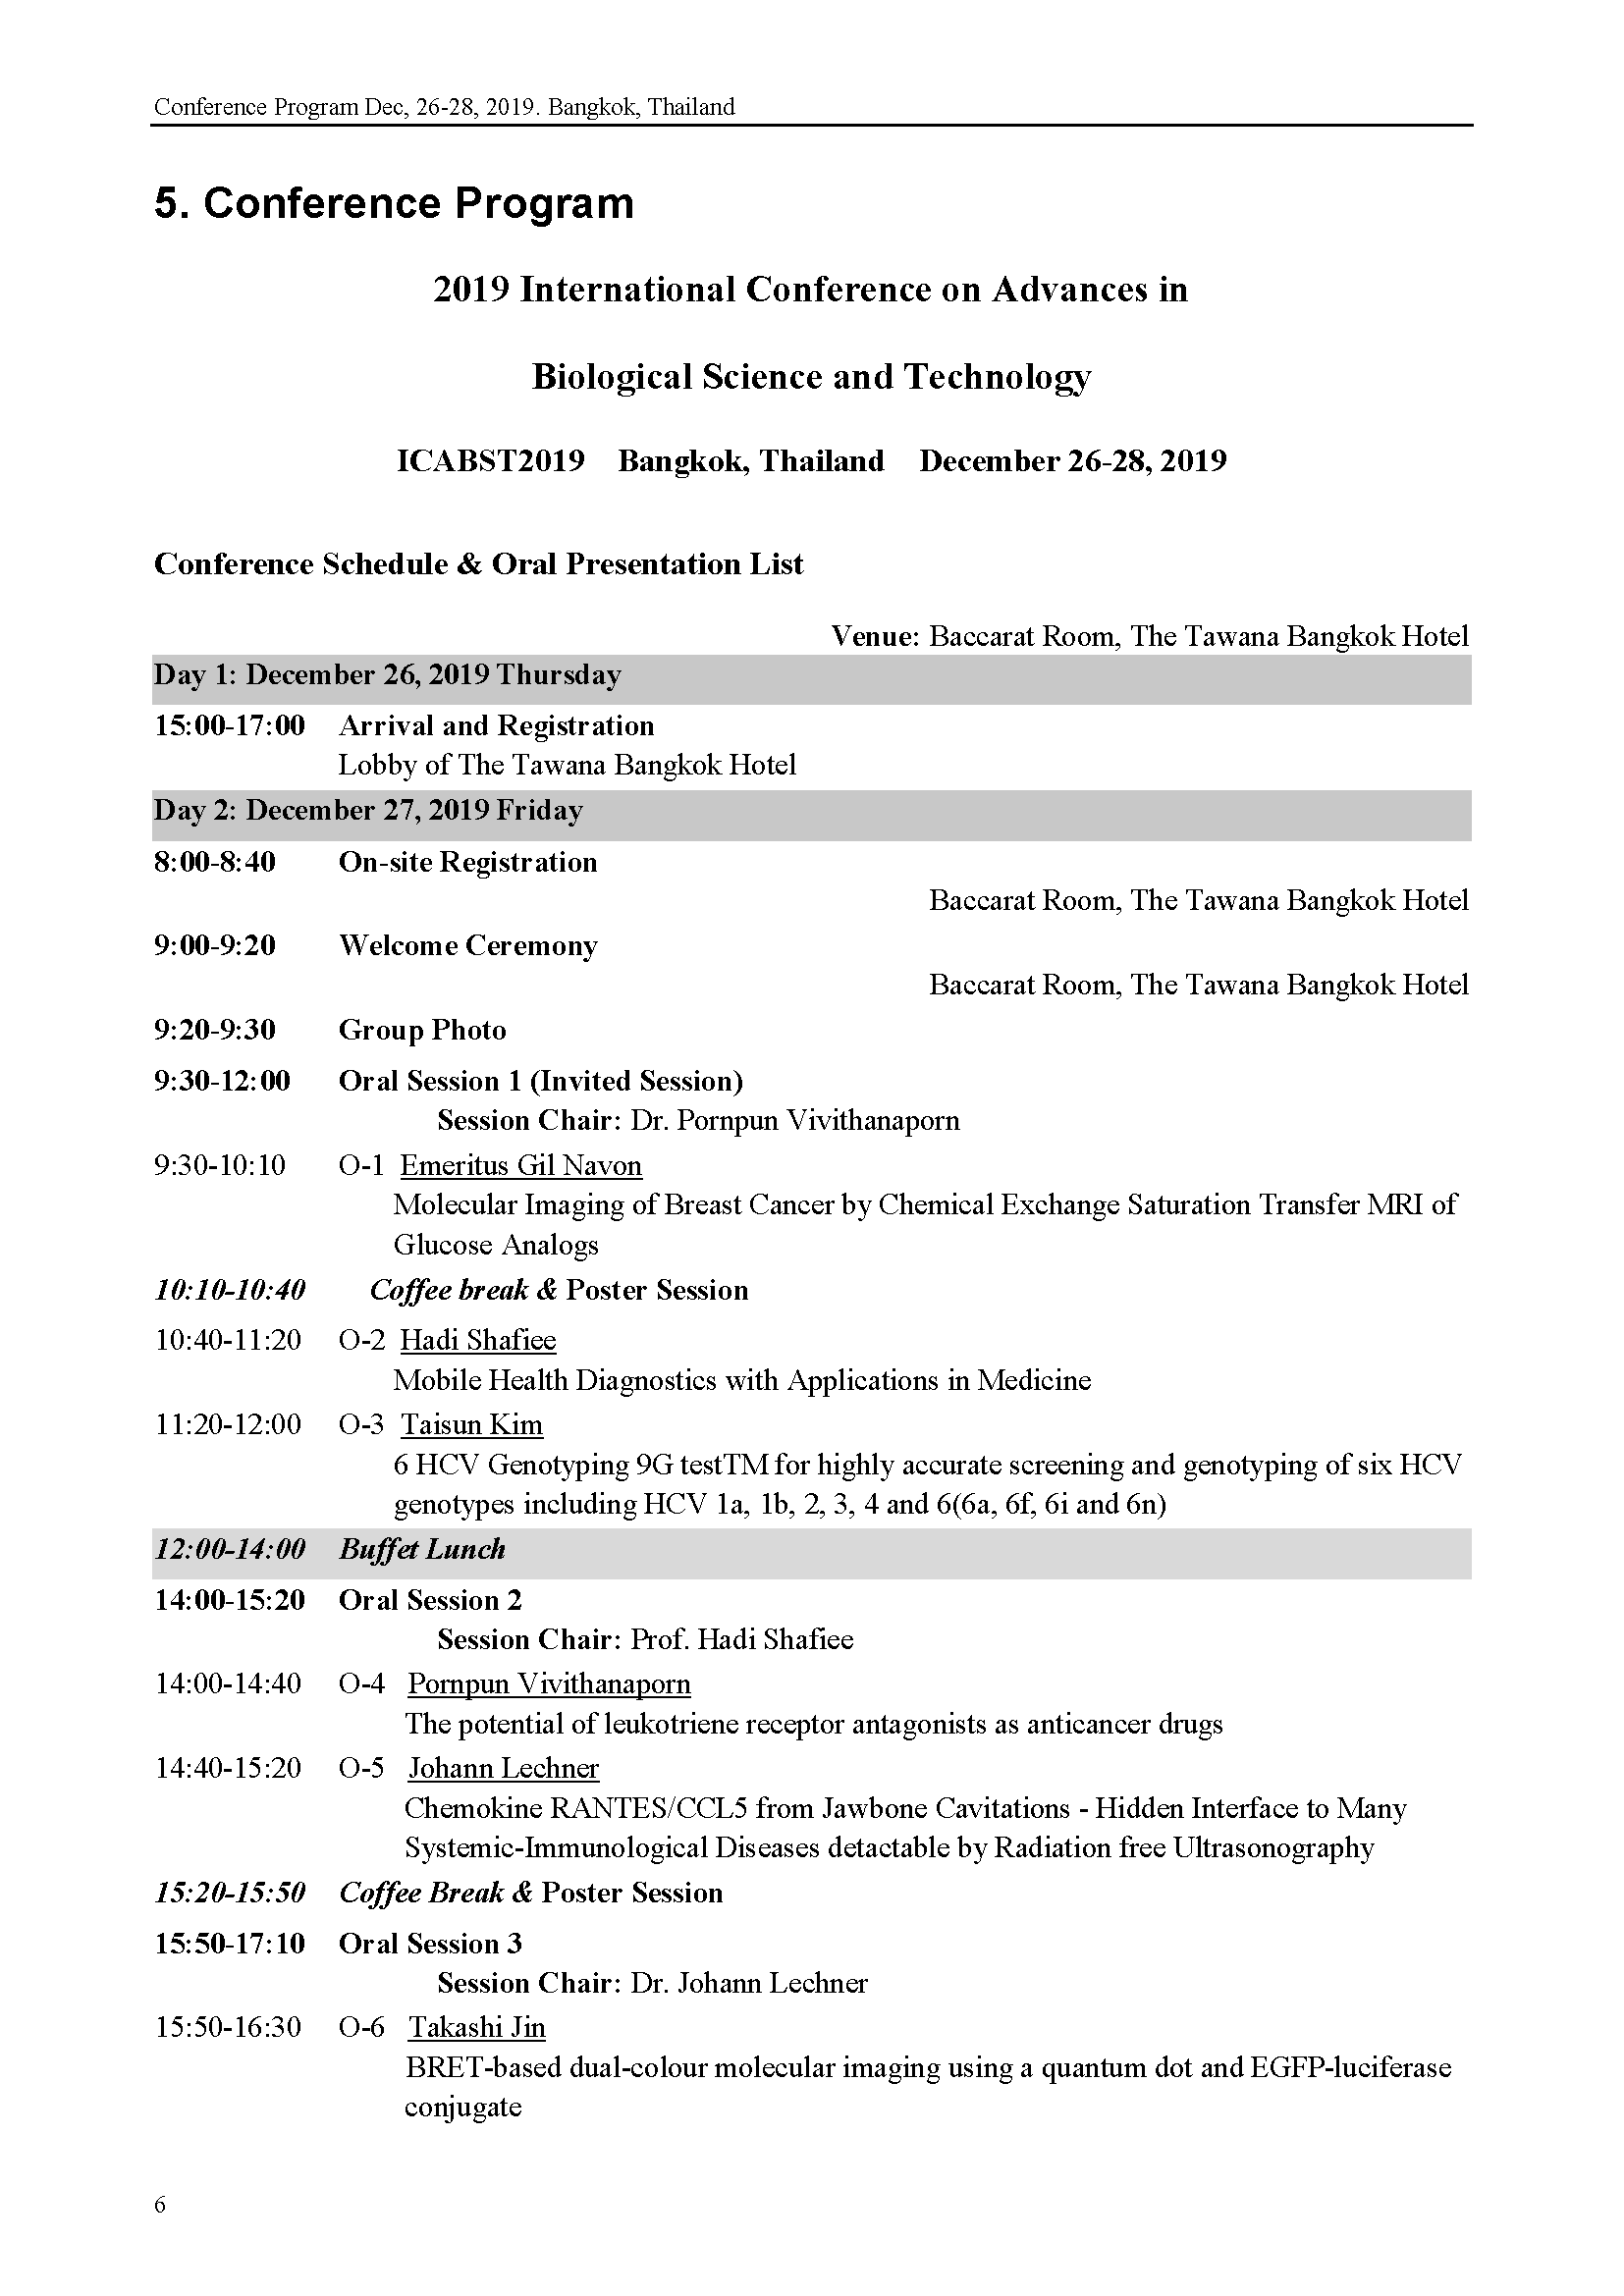 Conference Program Dec, 26-28, 2019. Bangkok, Thailand
5. Conference Program
2019 International Conference on Advances in
Biological Science and Technology
ICABST2019 Bangkok, Thailand December 26-28, 2019
Conference Schedule & Oral Presentation List
Venue: Baccarat Room, The Tawana Bangkok Hotel
Day 1: December 26, 2019 Thursday
15:00-17:00 Arrival and Registration
Lobby of The Tawana Bangkok Hotel
Day 2: December 27, 2019 Friday
8:00-8:40 On-site Registration
Baccarat Room, The Tawana Bangkok Hotel
9:00-9:20 Welcome Ceremony
Baccarat Room, The Tawana Bangkok Hotel
9:20-9:30 Group Photo
9:30-12:00 Oral Session 1 (Invited Session)
Session Chair: Dr. Pornpun Vivithanaporn
9:30-10:10 O-1 Emeritus Gil Navon
Molecular Imaging of Breast Cancer by Chemical Exchange Saturation Transfer MRI of
Glucose Analogs
10:10-10:40 Coffee break & Poster Session
10:40-11:20 O-2 Hadi Shafiee
Mobile Health Diagnostics with Applications in Medicine
11:20-12:00 O-3 Taisun Kim
6 HCV Genotyping 9G testTM for highly accurate screening and genotyping of six HCV
genotypes including HCV 1a, 1b, 2, 3, 4 and 6(6a, 6f, 6i and 6n)
12:00-14:00 Buffet Lunch
14:00-15:20 Oral Session 2
Session Chair: Prof. Hadi Shafiee
14:00-14:40 O-4 Pornpun Vivithanaporn
The potential of leukotriene receptor antagonists as anticancer drugs
14:40-15:20 O-5 Johann Lechner
Chemokine RANTES/CCL5 from Jawbone Cavitations - Hidden Interface to Many
Systemic-Immunological Diseases detactable by Radiation free Ultrasonography
15:20-15:50 Coffee Break & Poster Session
15:50-17:10 Oral Session 3
Session Chair: Dr. Johann Lechner
15:50-16:30 O-6 Takashi Jin
BRET-based dual-colour molecular imaging using a quantum dot and EGFP-luciferase
conjugate
6